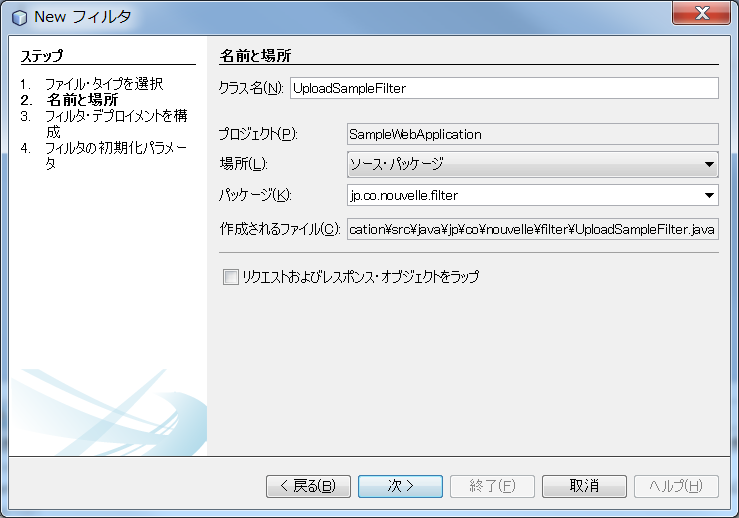 New フィルタ
ステップ
1. ファイル・タイプを選択
2. 名前と場所
3. フィルタ・デプロイメントを構
成
4. フィルタの初期化パラメー
タ
名前と場所
クラス名(N): UploadSampleFilter
プロジェクト(P): SampleWebApplication
場所(L): ソース・パッケージ
パッケージ(K): jp.co.nouvelle.filter
作成されるファイル(C): cation¥src¥java¥jp¥co¥nouvelle¥filter¥UploadSampleFilter.java
リクエストおよびレスポンス・オブジェクトをラップ
< 戻る(B) 次 > 終了(F) 取消 ヘルプ(H)